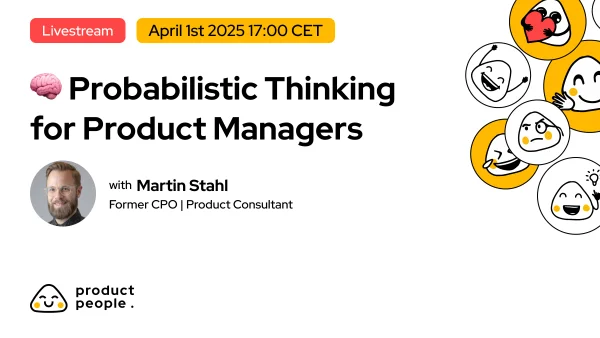 Livestream
April 1st 2025 17:00 CET
Probabilistic Thinking
for Product Managers
with Martin Stahl
Former CPO | Product Consultant
product
people .